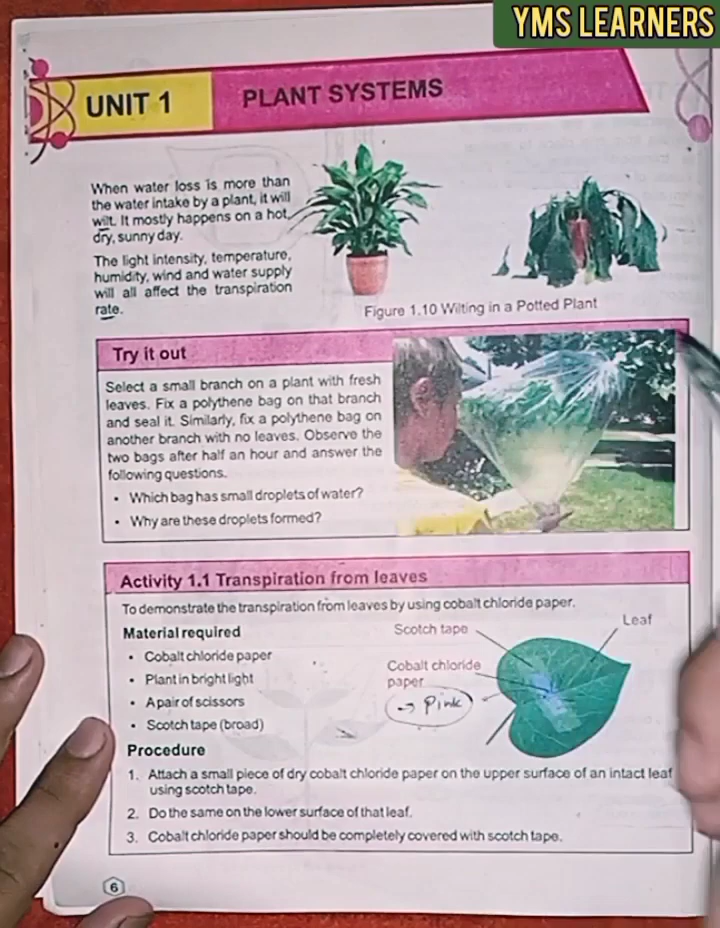 YMS LEARNERS
UNIT 1
PLANT SYSTEMS
When water loss is more than
the water intake by a plant, it will
wilt. It mostly happens on a hot,
dry, sunny day.
The light intensity, temperature,
humidity, wind and water supply
will all affect the transpiration
rate.
Figure 1.10 Wilting in a Potted Plant
Try it out
Select a small branch on a plant with fresh
leaves. Fix a polythene bag on that branch
and seal it. Similarly, fix a polythene bag on
another branch with no leaves. Observe the
two bags after half an hour and answer the
following questions.
• Which bag has small droplets of water?
• Why are these droplets formed?
Activity 1.1 Transpiration from leaves
To demonstrate the transpiration from leaves by using cobalt chloride paper.
Material required
• Cobalt chloride paper
• Plant in bright light
• A pair of scissors
• Scotch tape (broad)
Scotch tape
Leaf
Cobalt chloride
paper
→ Pink
Procedure
1. Attach a small piece of dry cobalt chloride paper on the upper surface of an intact leaf
using scotch tape.
2. Do the same on the lower surface of that leaf.
3. Cobalt chloride paper should be completely covered with scotch tape.
6